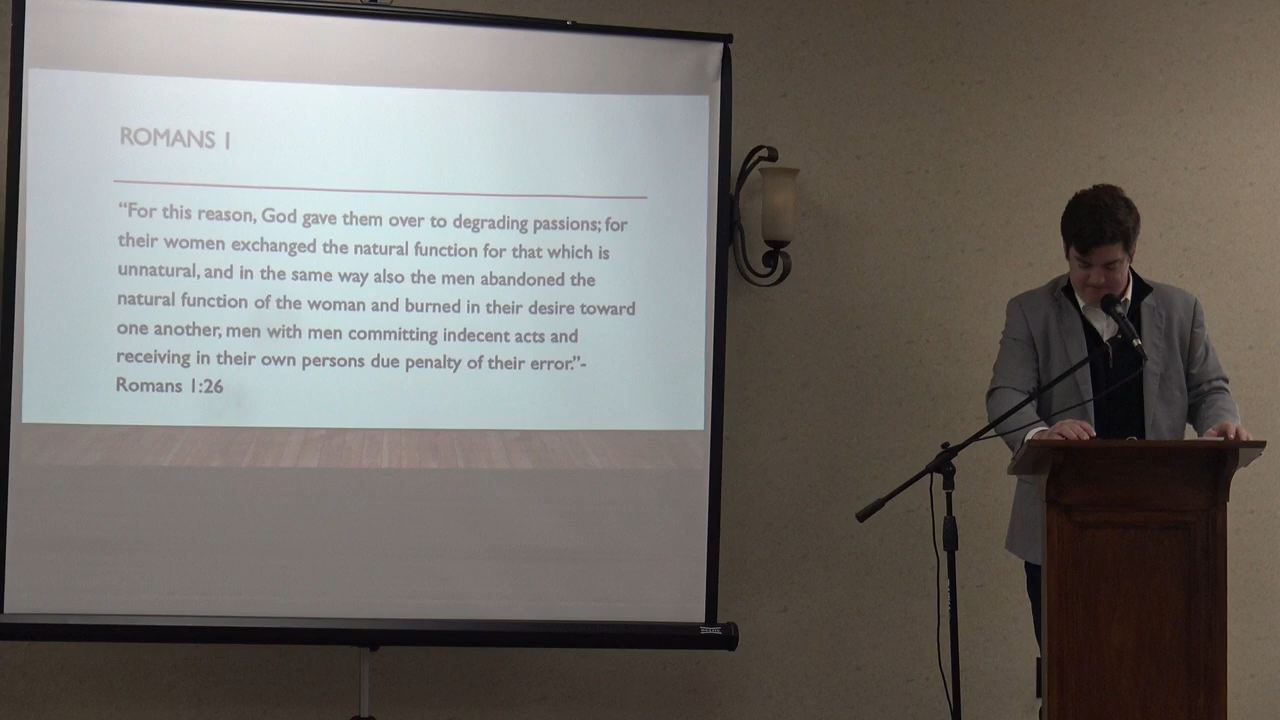 ROMANS 1
“For this reason, God gave them over to degrading passions; for
their women exchanged the natural function for that which is
unnatural, and in the same way also the men abandoned the
natural function of the woman and burned in their desire toward
one another, men with men committing indecent acts and
receiving in their own persons due penalty of their error.”-
Romans 1:26